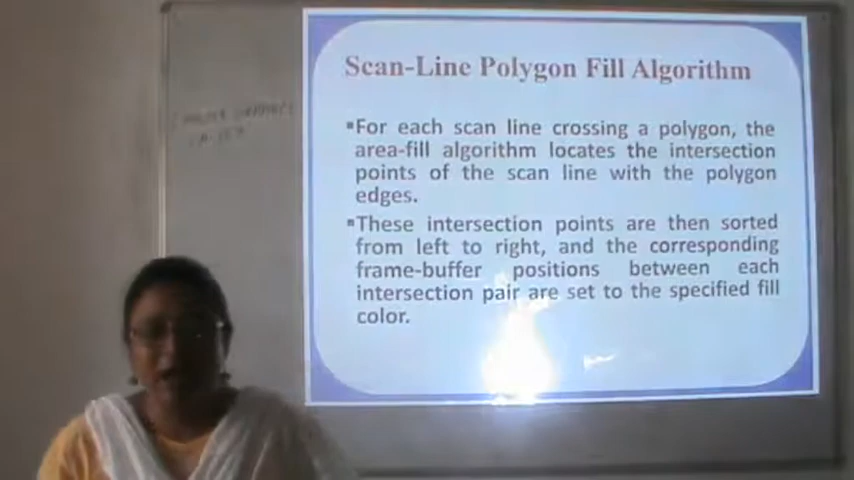 Scan-Line Polygon Fill Algorithm
▪For each scan line crossing a polygon, the
area-fill algorithm locates the intersection
points of the scan line with the polygon
edges.
▪These intersection points are then sorted
from left to right, and the corresponding
frame-buffer positions between each
intersection pair are set to the specified fill
color.